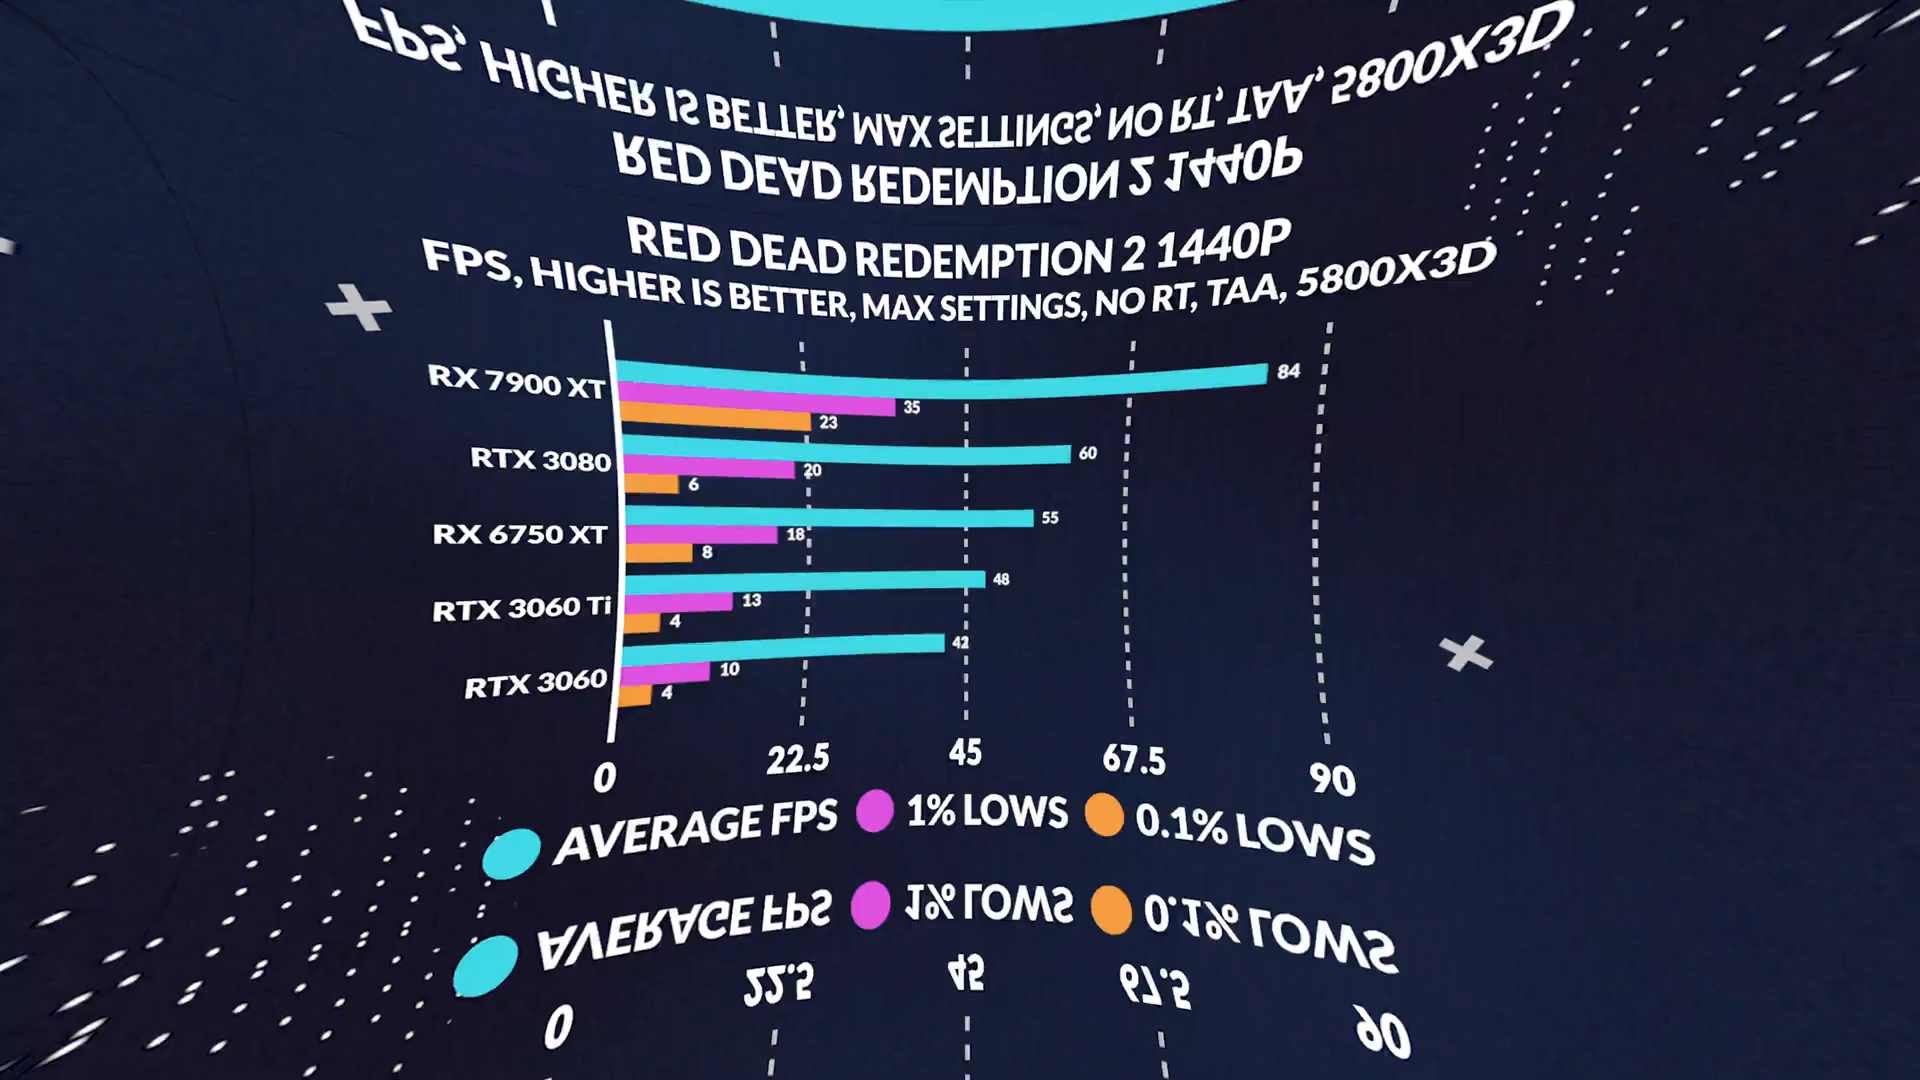 FPS, HIGHER IS BETTER, MAX SETTINGS, NO RT, TAA, 5800X3D
RED DEAD REDEMPTION 2 1440P
RED DEAD REDEMPTION 2 1440P
FPS, HIGHER IS BETTER, MAX SETTINGS, NO RT, TAA, 5800X3D
RX 7900 XT
84
35
23
RTX 3080
60
20
6
RX 6750 XT
55
18
8
RTX 3060 Ti
48
13
4
RTX 3060
42
10
4
0 22.5 45 67.5 90
AVERAGE FPS 1% LOWS 0.1% LOWS
AVERAGE FPS 1% LOWS 0.1% LOWS
0 22.5 45 67.5 90